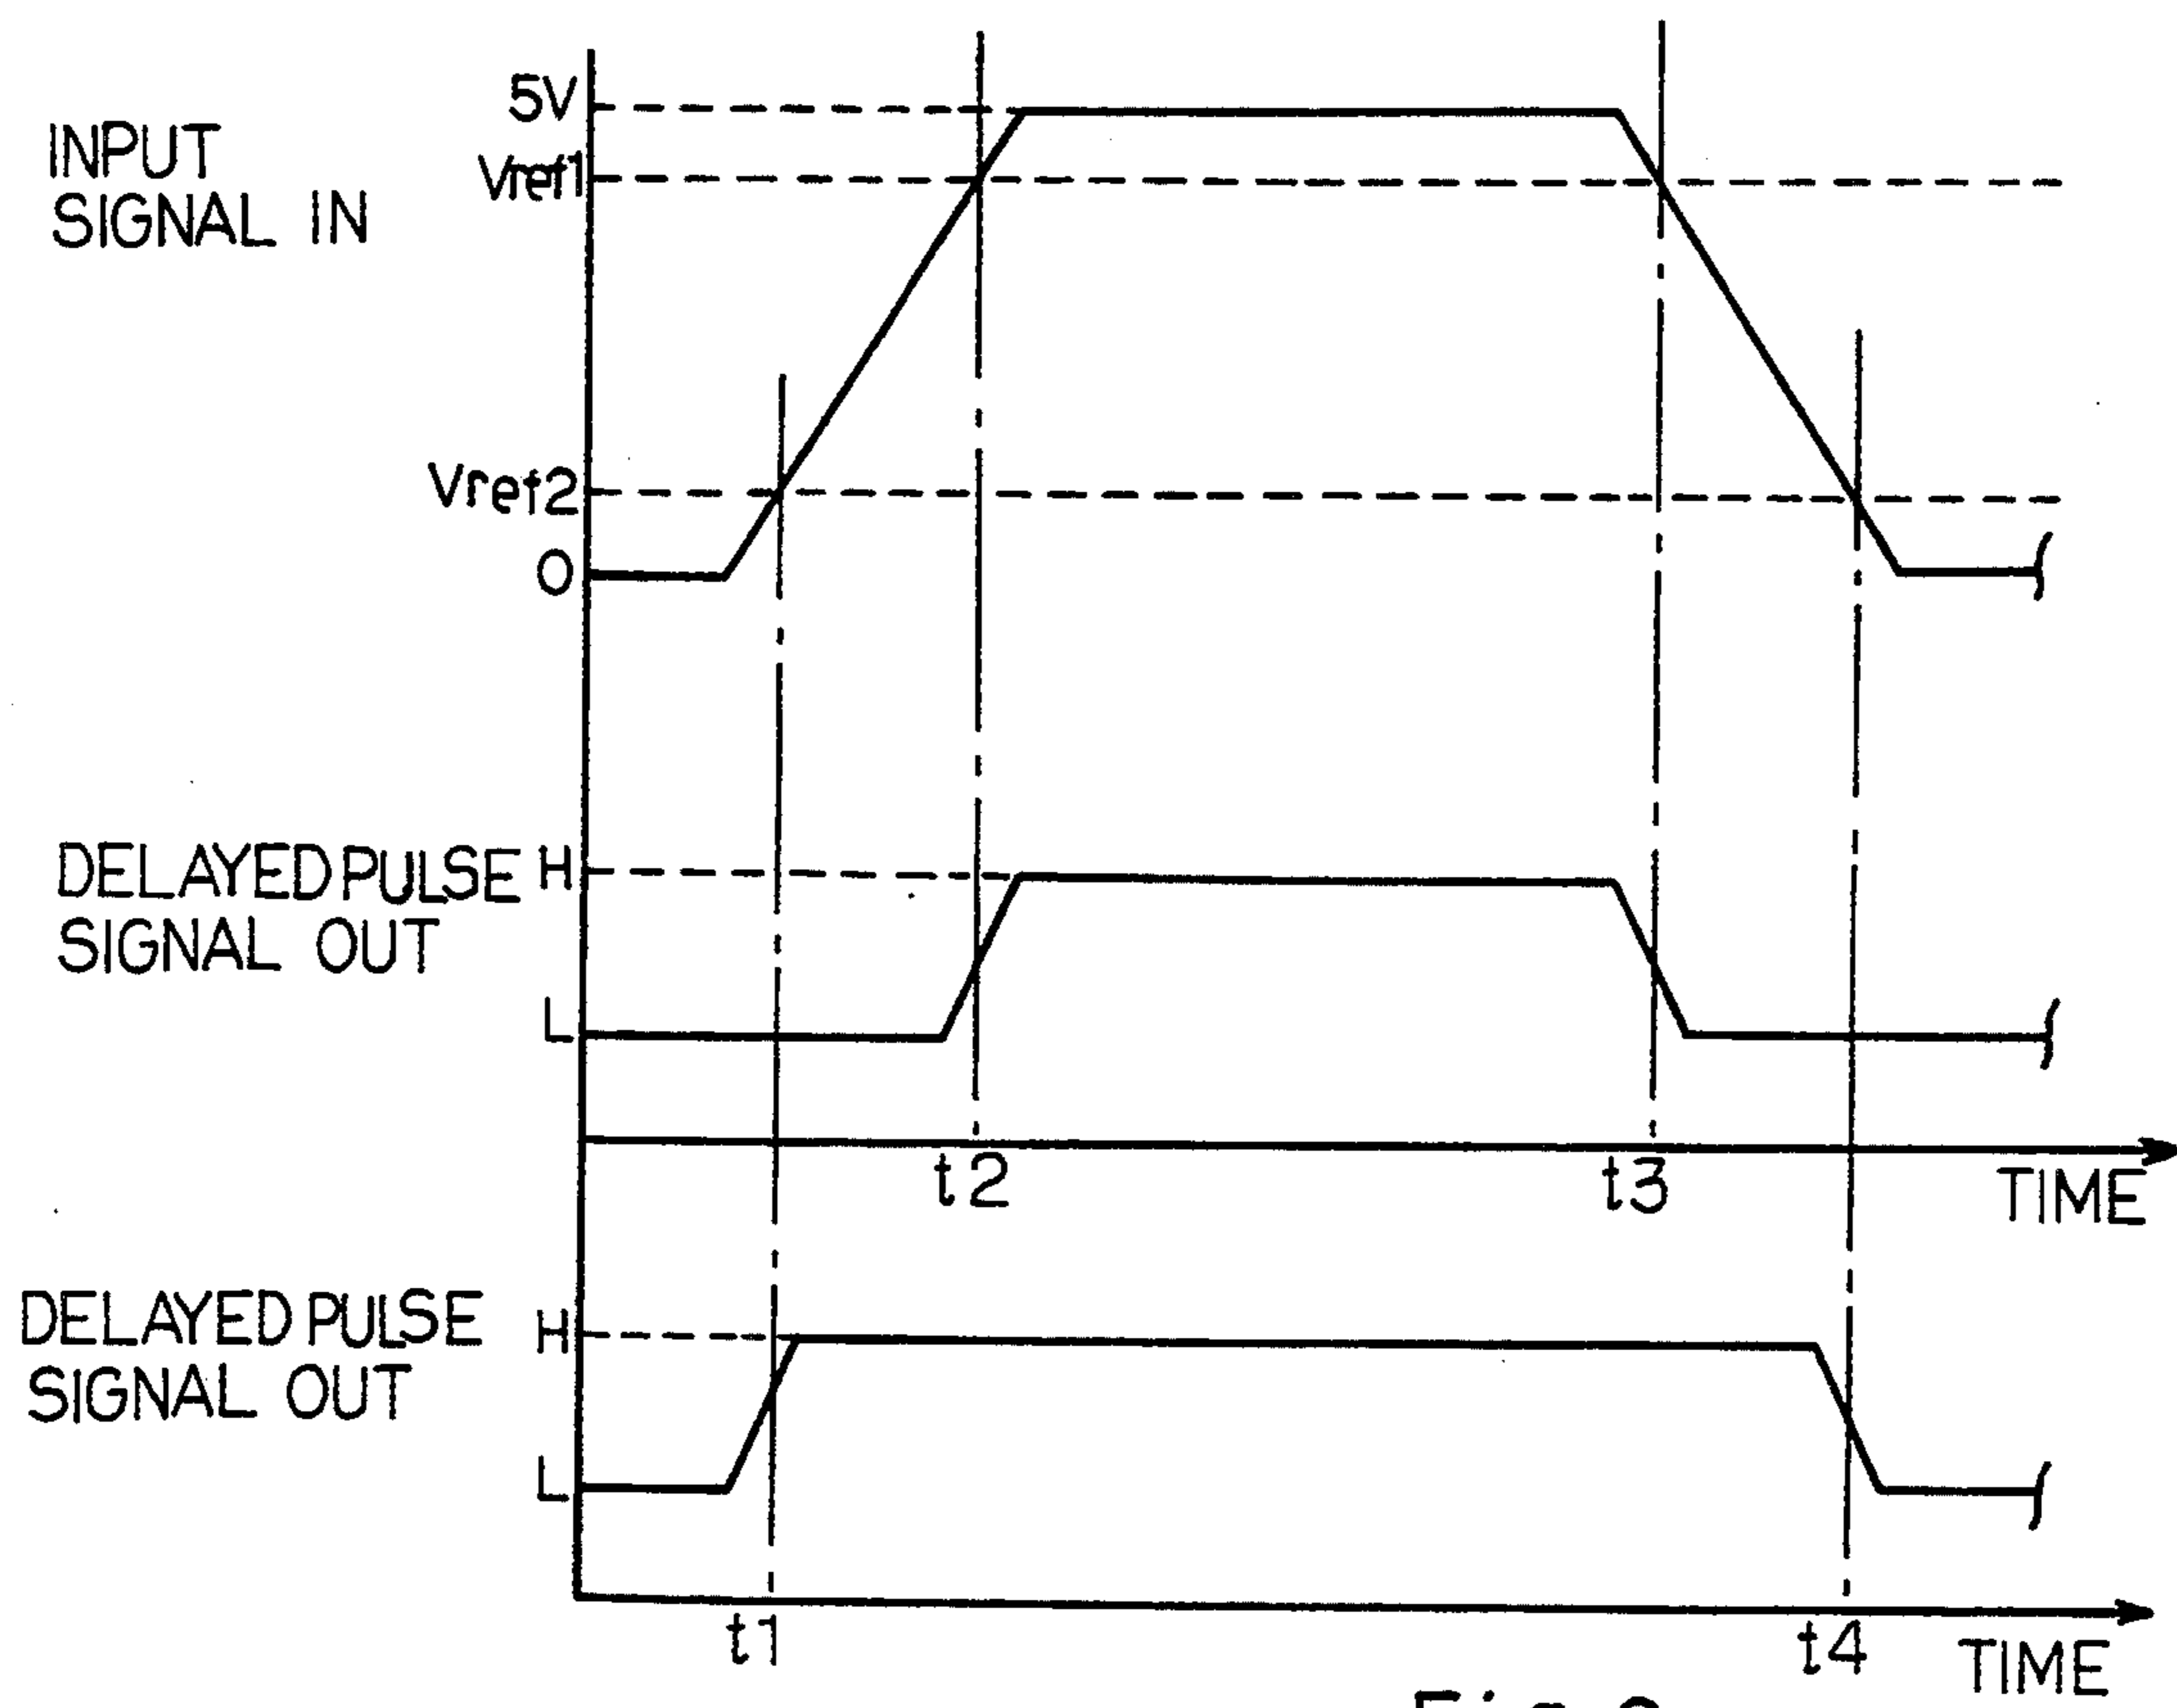 5V
INPUT
SIGNAL IN
Vref1
Vref2
0
DELAYED PULSE
SIGNAL OUT
H
L
t2
t3
TIME
DELAYED PULSE
SIGNAL OUT
H
L
t1
t4
TIME